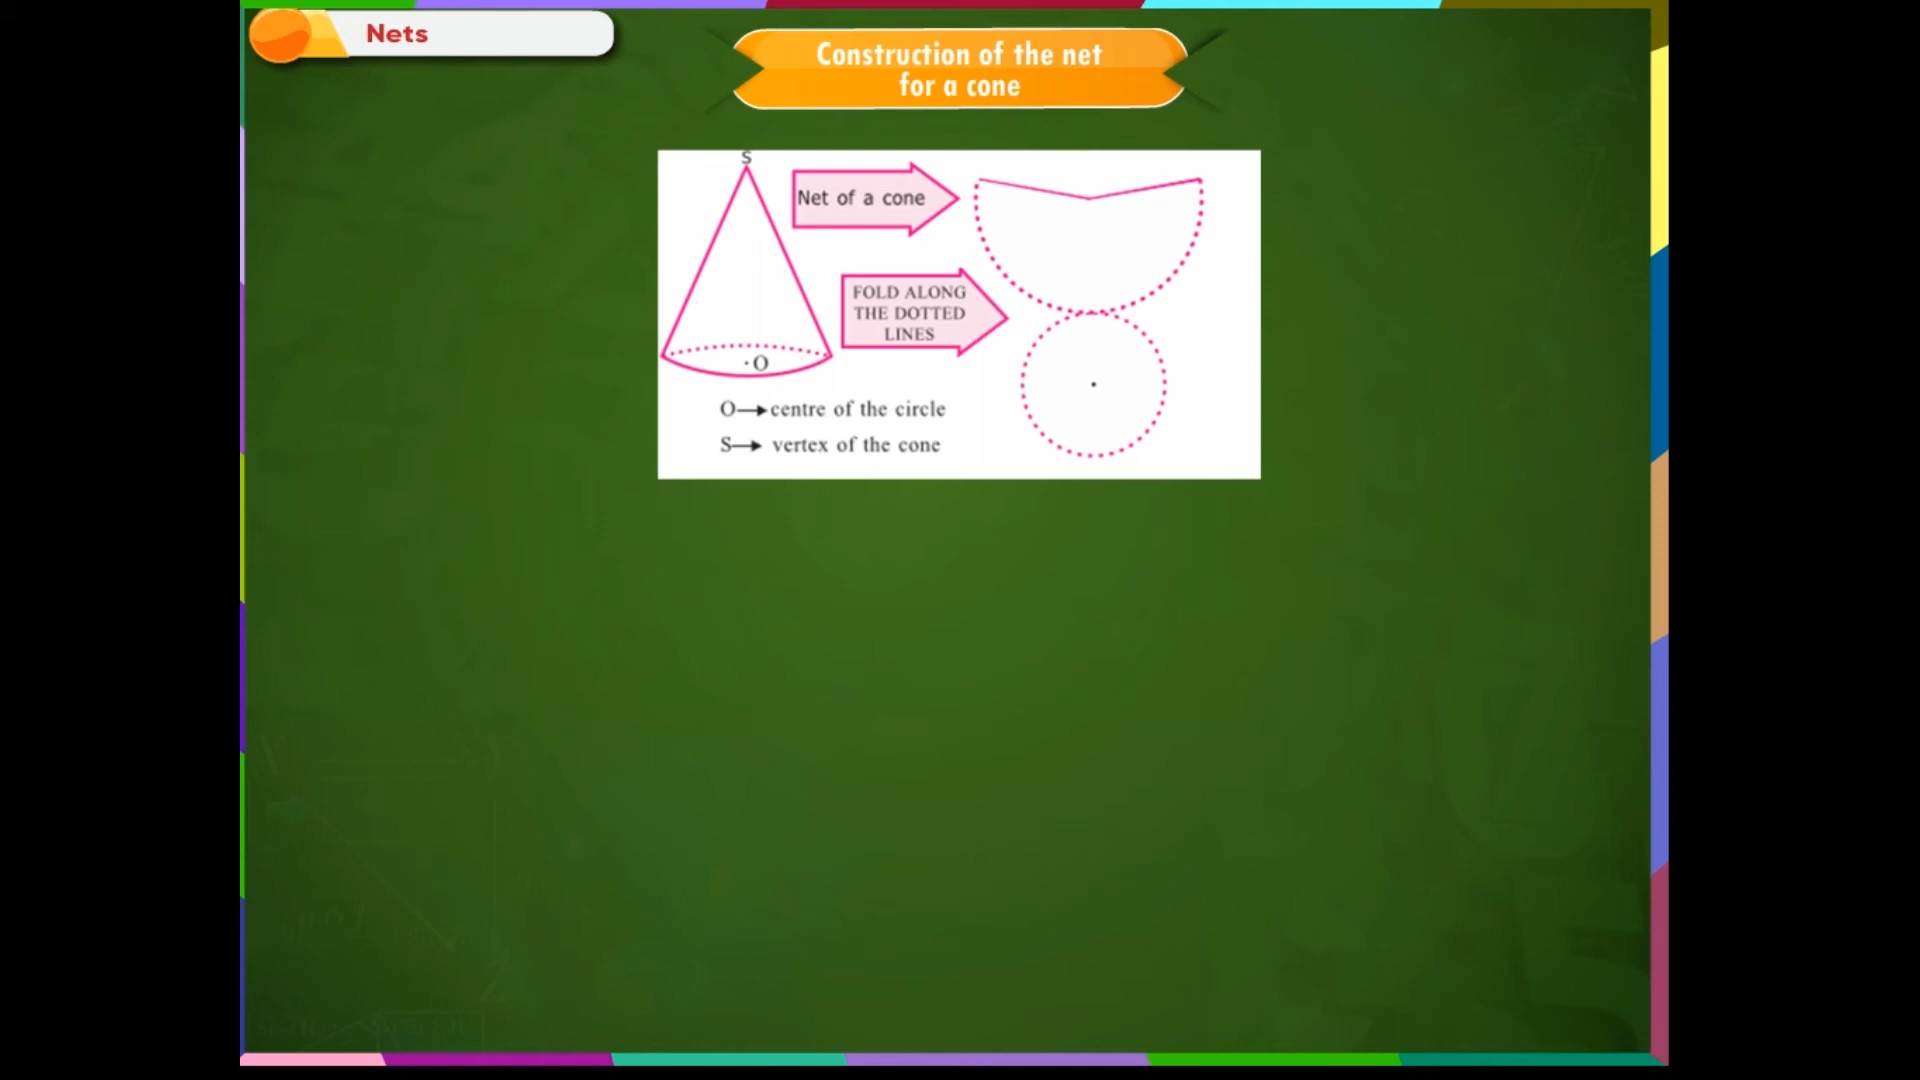 Nets
Construction of the net
for a cone
S
Net of a cone
FOLD ALONG
THE DOTTED
LINES
·O
O→centre of the circle
S→ vertex of the cone